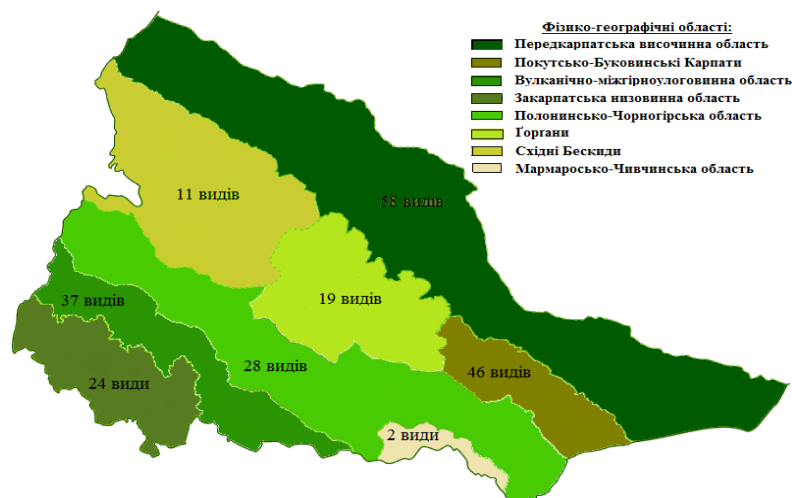 Фізико-географічні області:
Передкарпатська височинна область
Покутсько-Буковинські Карпати
Вулканічно-міжгірноулоговинна область
Закарпатська низовинна область
Полонинсько-Чорногірська область
Ґорґани
Східні Бескиди
Мармаросько-Чивчинська область
11 видів
58 видів
37 видів
19 видів
28 видів
46 видів
24 види
2 види